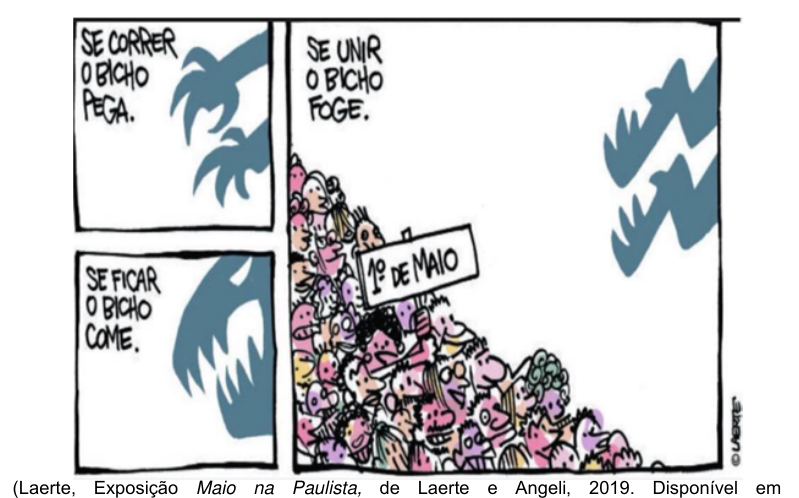 SE CORRER
O BICHO
PEGA.
SE FICAR
O BICHO
COME.
SE UNIR
O BICHO
FOGE.
1º DE MAIO
© LAERTE
(Laerte, Exposição Maio na Paulista, de Laerte e Angeli, 2019. Disponível em